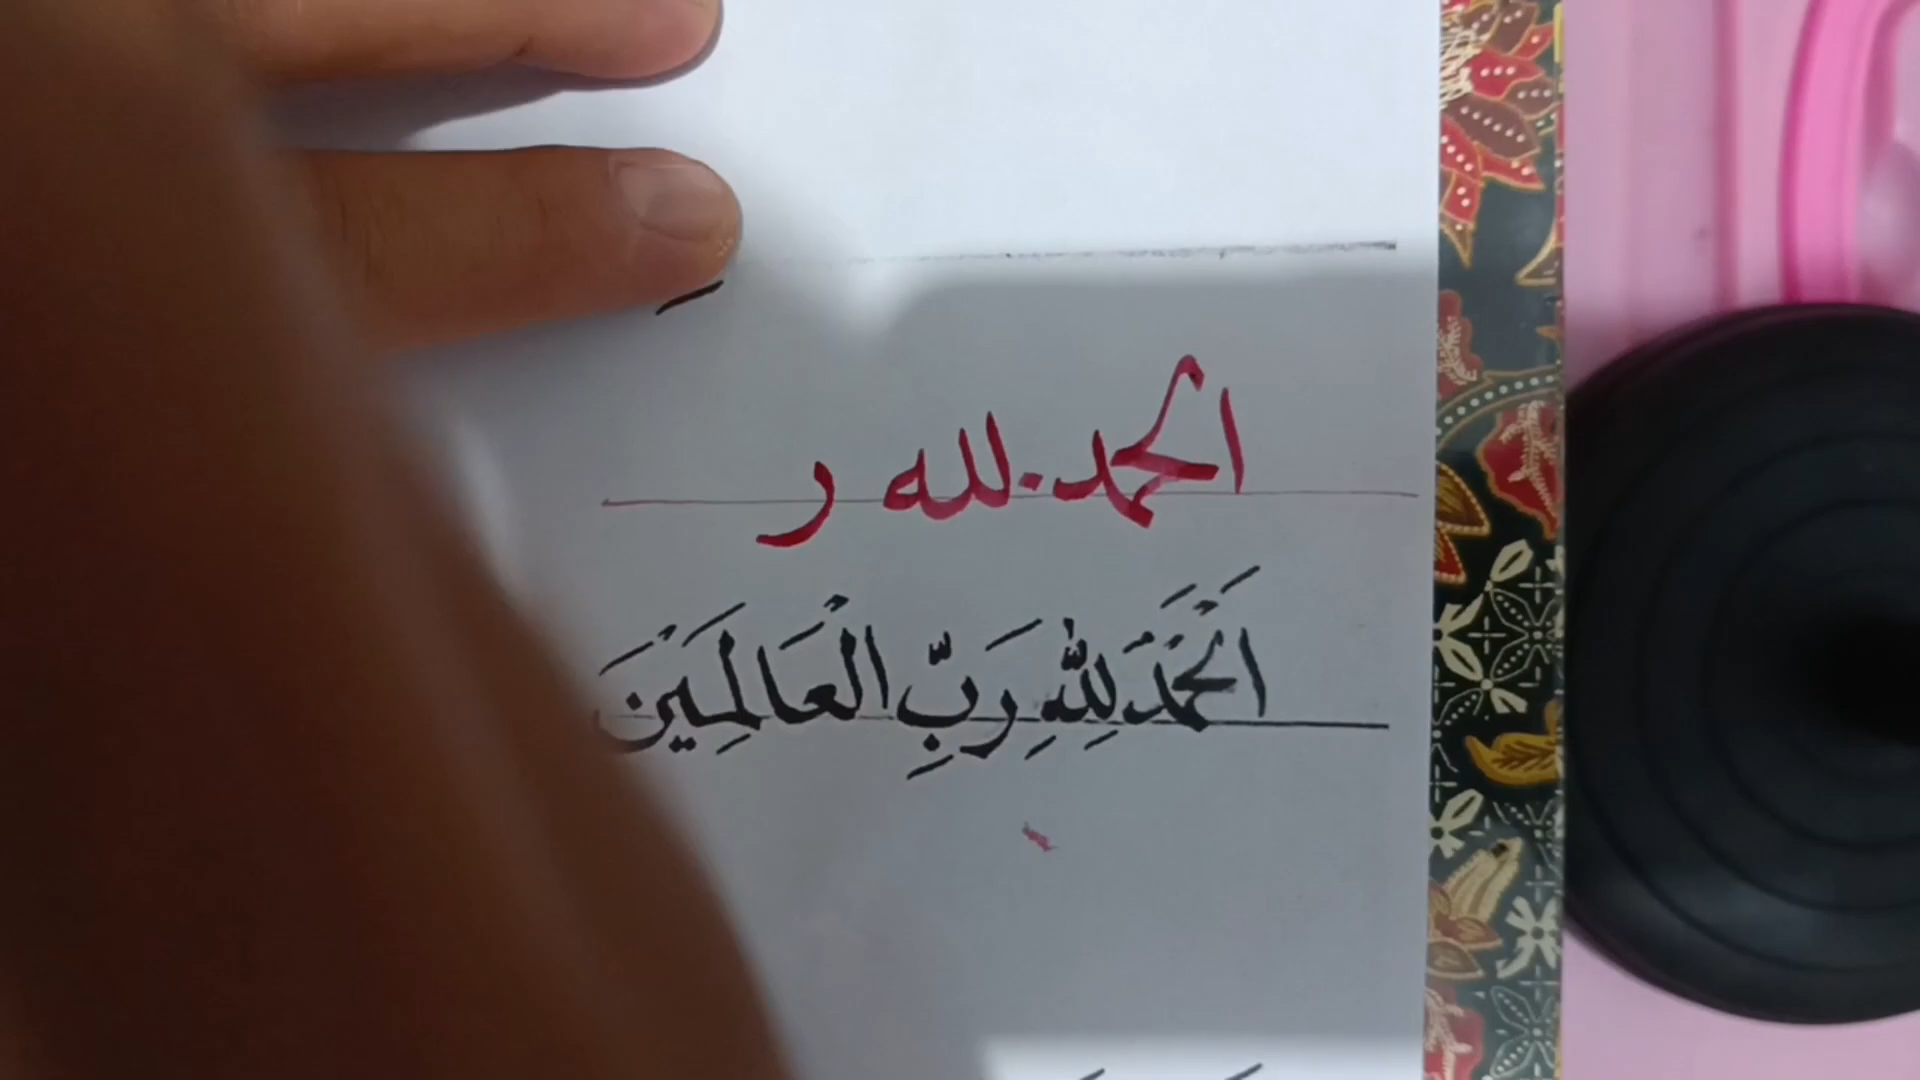 الحمد لله ر
اَلْحَمْدُ لِلّٰهِ رَبِّ الْعَالَمِيْنَ